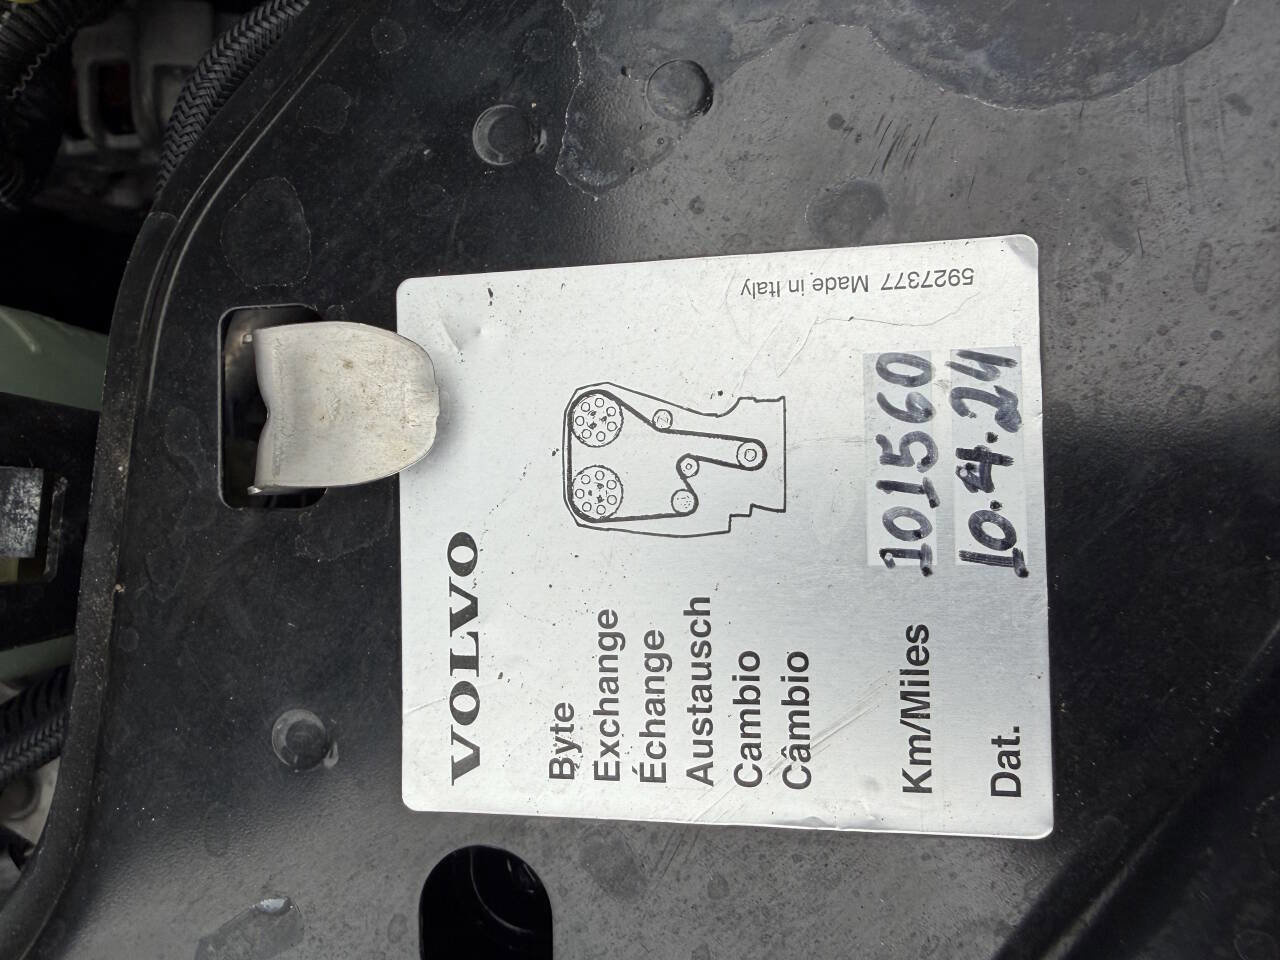 VOLVO
Byte
Exchange
Échange
Austausch
Cambio
Câmbio
Km/Miles 101560
Dat. 10.4.24
5927377 Made in Italy